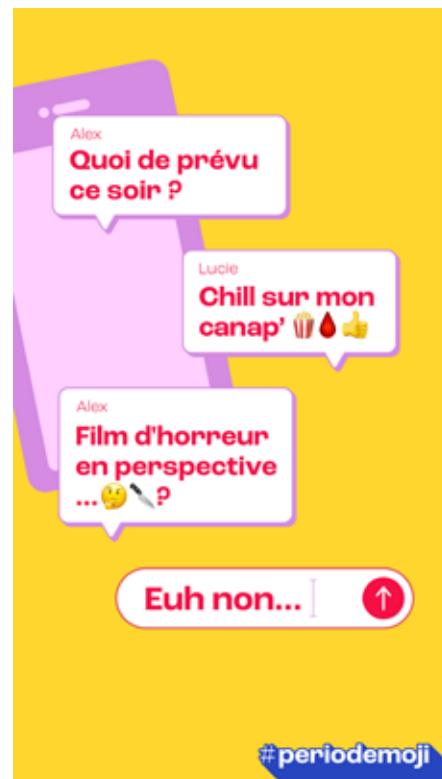 Alex
Quoi de prévu
ce soir ?
Lucie
Chill sur mon
canap' 🍿🩸👍
Alex
Film d'horreur
en perspective
...🤔🔪?
Euh non...
#periodemoji